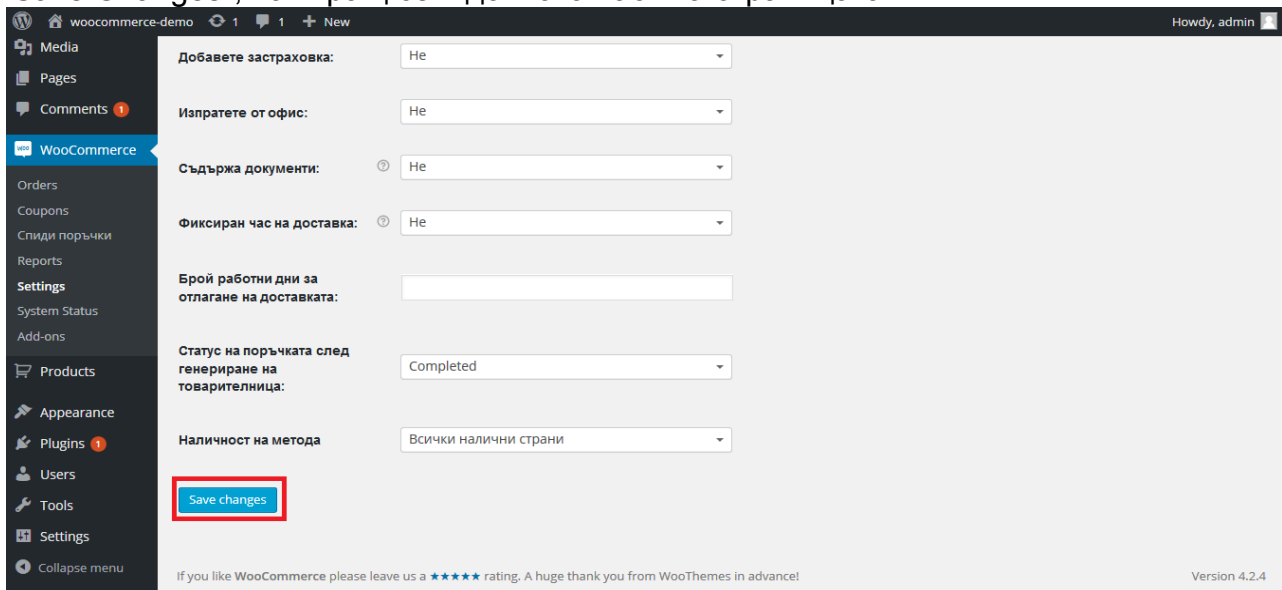 woocommerce-demo 1 1 + New Howdy, admin
Media
Pages
Comments 1
WooCommerce
Orders
Coupons
Спиди поръчки
Reports
Settings
System Status
Add-ons
Products
Appearance
Plugins 1
Users
Tools
Settings
Collapse menu
Добавете застраховка: Не
Изпратете от офис: Не
Съдържа документи: Не
Фиксиран час на доставка: Не
Брой работни дни за
отлагане на доставката:
Статус на поръчката след
генериране на
товарителница:
Completed
Наличност на метода Всички налични страни
Save changes
If you like WooCommerce please leave us a ★★★★★ rating. A huge thank you from WooThemes in advance! Version 4.2.4